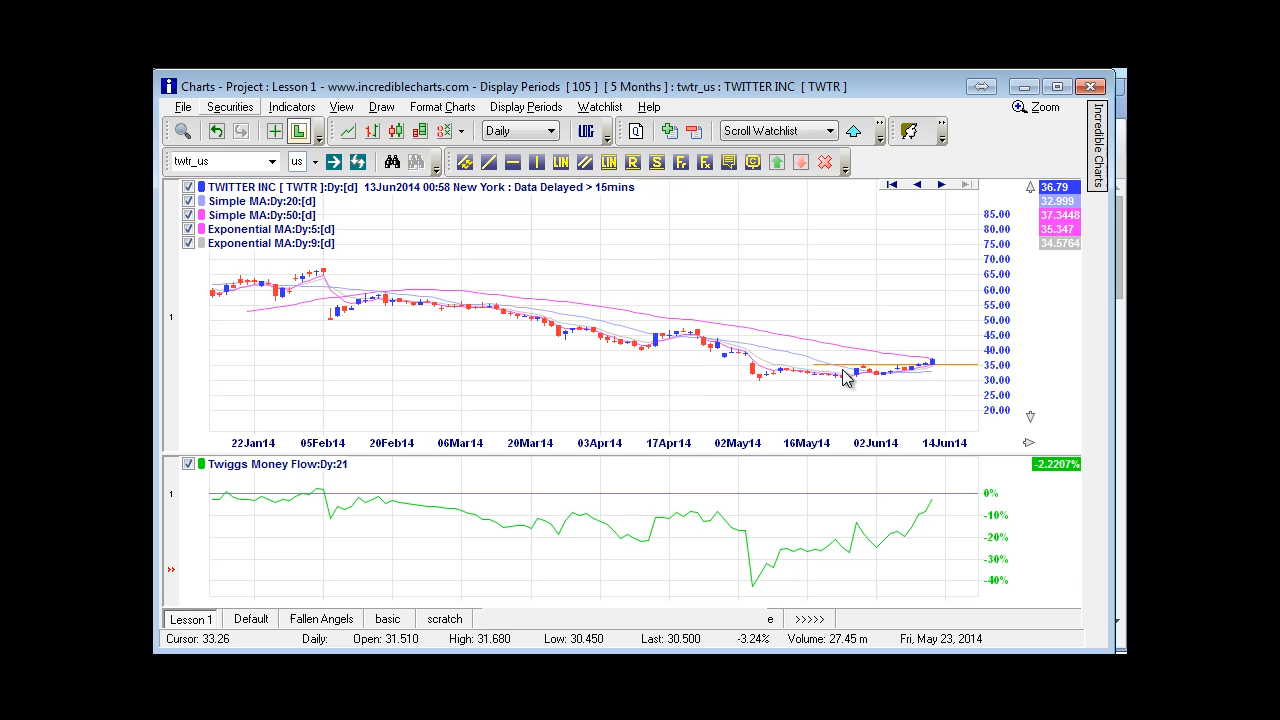 Charts - Project : Lesson 1 - www.incrediblecharts.com - Display Periods [ 105 ] [ 5 Months ] : twtr_us : TWITTER INC [ TWTR ]
File Securities Indicators View Draw Format Charts Display Periods Watchlist Help
Zoom
Incredible Charts
Daily LOG Scroll Watchlist
twtr_us us LIN LIN R S Fr Fx
TWITTER INC [ TWTR ]:Dy:[d] 13Jun2014 00:58 New York : Data Delayed > 15mins 36.79
Simple MA:Dy:20:[d] 32.999
Simple MA:Dy:50:[d] 37.3448
Exponential MA:Dy:5:[d] 35.347
Exponential MA:Dy:9:[d] 34.5764
85.00
80.00
75.00
70.00
65.00
60.00
55.00
50.00
1
45.00
40.00
35.00
30.00
25.00
20.00
22Jan14 05Feb14 20Feb14 06Mar14 20Mar14 03Apr14 17Apr14 02May14 16May14 02Jun14 14Jun14
Twiggs Money Flow:Dy:21 -2.2207%
1 0%
-10%
-20%
-30%
-40%
Lesson 1 Default Fallen Angels basic scratch e >>>>>
Cursor: 33.26 Daily: Open: 31.510 High: 31.680 Low: 30.450 Last: 30.500 -3.24% Volume: 27.45 m Fri, May 23, 2014